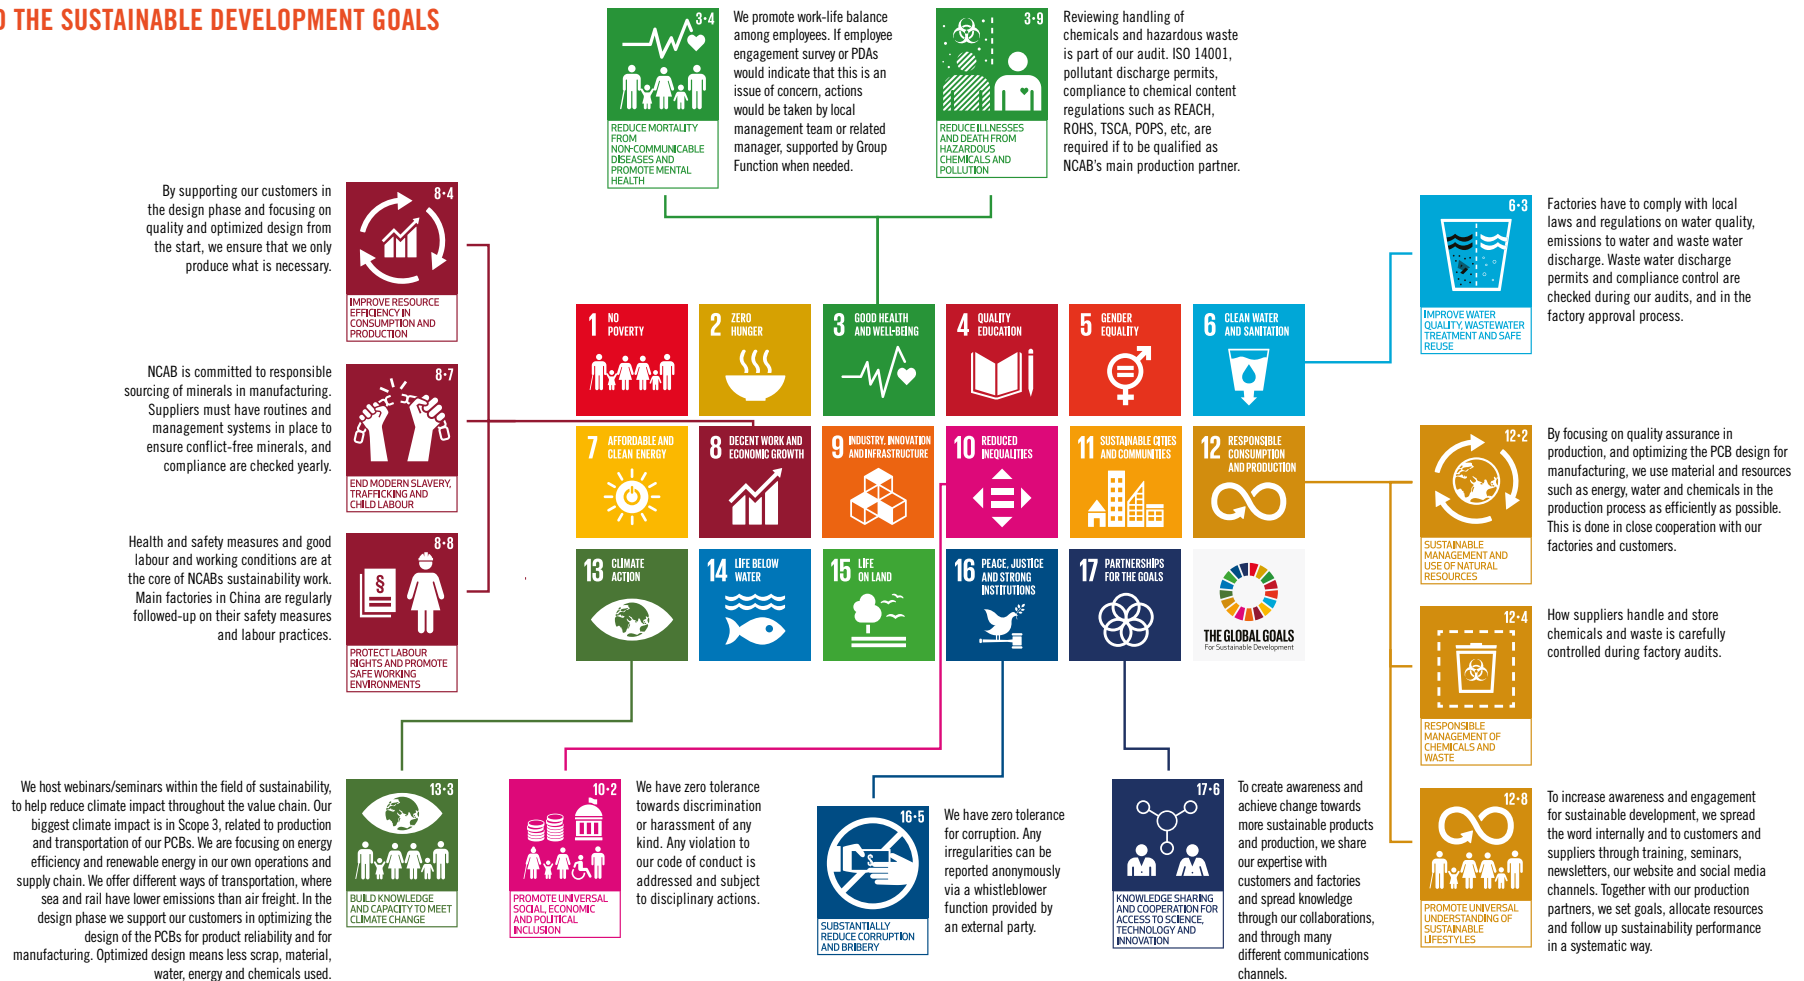 O THE SUSTAINABLE DEVELOPMENT GOALS
3•4
REDUCE MORTALITY
FROM
NON-COMMUNICABLE
DISEASES AND
PROMOTE MENTAL
HEALTH
We promote work-life balance
among employees. If employee
engagement survey or PDAs
would indicate that this is an
issue of concern, actions
would be taken by local
management team or related
manager, supported by Group
Function when needed.
3•9
REDUCE ILLNESSES
AND DEATH FROM
HAZARDOUS
CHEMICALS AND
POLLUTION
Reviewing handling of
chemicals and hazardous waste
is part of our audit. ISO 14001,
pollutant discharge permits,
compliance to chemical content
regulations such as REACH,
ROHS, TSCA, POPS, etc, are
required if to be qualified as
NCAB's main production partner.
By supporting our customers in
the design phase and focusing on
quality and optimized design from
the start, we ensure that we only
produce what is necessary.
8•4
IMPROVE RESOURCE
EFFICIENCY IN
CONSUMPTION AND
PRODUCTION
NCAB is committed to responsible
sourcing of minerals in manufacturing.
Suppliers must have routines and
management systems in place to
ensure conflict-free minerals, and
compliance are checked yearly.
8•7
END MODERN SLAVERY,
TRAFFICKING AND
CHILD LABOUR
Health and safety measures and good
labour and working conditions are at
the core of NCABs sustainability work.
Main factories in China are regularly
followed-up on their safety measures
and labour practices.
8•8
§
PROTECT LABOUR
RIGHTS AND PROMOTE
SAFE WORKING
ENVIRONMENTS
1 NO
POVERTY
2 ZERO
HUNGER
3 GOOD HEALTH
AND WELL-BEING
4 QUALITY
EDUCATION
5 GENDER
EQUALITY
6 CLEAN WATER
AND SANITATION
7 AFFORDABLE AND
CLEAN ENERGY
8 DECENT WORK AND
ECONOMIC GROWTH
9 INDUSTRY, INNOVATION
AND INFRASTRUCTURE
10 REDUCED
INEQUALITIES
11 SUSTAINABLE CITIES
AND COMMUNITIES
12 RESPONSIBLE
CONSUMPTION
AND PRODUCTION
13 CLIMATE
ACTION
14 LIFE BELOW
WATER
15 LIFE
ON LAND
16 PEACE, JUSTICE
AND STRONG
INSTITUTIONS
17 PARTNERSHIPS
FOR THE GOALS
THE GLOBAL GOALS
For Sustainable Development
6•3
IMPROVE WATER
QUALITY, WASTEWATER
TREATMENT AND SAFE
REUSE
Factories have to comply with local
laws and regulations on water quality,
emissions to water and waste water
discharge. Waste water discharge
permits and compliance control are
checked during our audits, and in the
factory approval process.
12•2
SUSTAINABLE
MANAGEMENT AND
USE OF NATURAL
RESOURCES
By focusing on quality assurance in
production, and optimizing the PCB design for
manufacturing, we use material and resources
such as energy, water and chemicals in the
production process as efficiently as possible.
This is done in close cooperation with our
factories and customers.
12•4
RESPONSIBLE
MANAGEMENT OF
CHEMICALS AND
WASTE
How suppliers handle and store
chemicals and waste is carefully
controlled during factory audits.
12•8
PROMOTE UNIVERSAL
UNDERSTANDING OF
SUSTAINABLE
LIFESTYLES
To increase awareness and engagement
for sustainable development, we spread
the word internally and to customers and
suppliers through training, seminars,
newsletters, our website and social media
channels. Together with our production
partners, we set goals, allocate resources
and follow up sustainability performance
in a systematic way.
We host webinars/seminars within the field of sustainability,
to help reduce climate impact throughout the value chain. Our
biggest climate impact is in Scope 3, related to production
and transportation of our PCBs. We are focusing on energy
efficiency and renewable energy in our own operations and
supply chain. We offer different ways of transportation, where
sea and rail have lower emissions than air freight. In the
design phase we support our customers in optimizing the
design of the PCBs for product reliability and for
manufacturing. Optimized design means less scrap, material,
water, energy and chemicals used.
13•3
BUILD KNOWLEDGE
AND CAPACITY TO MEET
CLIMATE CHANGE
10•2
PROMOTE UNIVERSAL
SOCIAL, ECONOMIC
AND POLITICAL
INCLUSION
We have zero tolerance
towards discrimination
or harassment of any
kind. Any violation to
our code of conduct is
addressed and subject
to disciplinary actions.
16•5
$
SUBSTANTIALLY
REDUCE CORRUPTION
AND BRIBERY
We have zero tolerance
for corruption. Any
irregularities can be
reported anonymously
via a whistleblower
function provided by
an external party.
17•6
KNOWLEDGE SHARING
AND COOPERATION FOR
ACCESS TO SCIENCE,
TECHNOLOGY AND
INNOVATION
To create awareness and
achieve change towards
more sustainable products
and production, we share
our expertise with
customers and factories
and spread knowledge
through our collaborations,
and through many
different communications
channels.